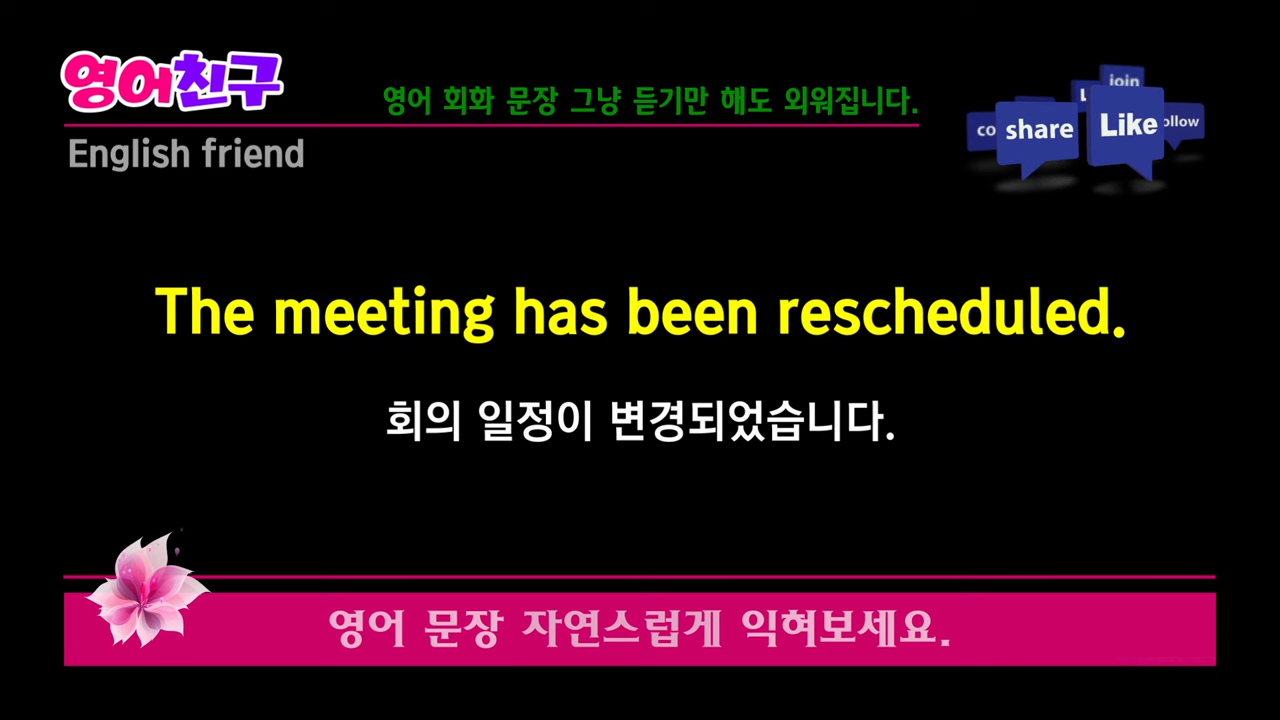 영어친구
영어 회화 문장 그냥 듣기만 해도 외워집니다.
English friend
join
share
Like
The meeting has been rescheduled.
회의 일정이 변경되었습니다.
영어 문장 자연스럽게 익혀보세요.